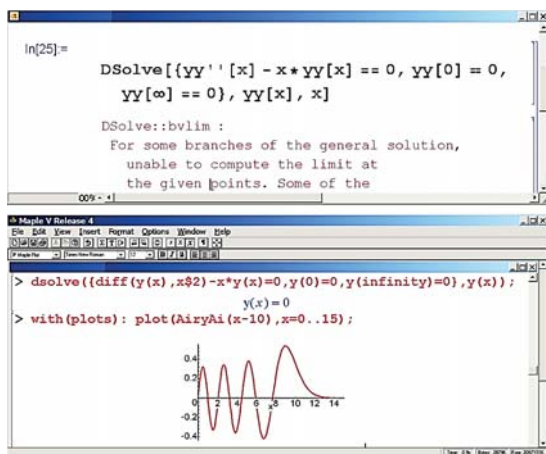 In[25]:=
DSolve[{yy''[x] - x * yy[x] == 0, yy[0] == 0,
yy[∞] == 0}, yy[x], x]
DSolve::bvlim :
For some branches of the general solution,
unable to compute the limit at
the given points. Some of the
Maple V Release 4
File Edit View Insert Format Options Window Help
> dsolve({diff(y(x),x$2)-x*y(x)=0,y(0)=0,y(infinity)=0},y(x));
y(x) = 0
> with(plots): plot(AiryAi(x-10),x=0..15);
0.4
0.2
0 2 4 6 x 8 10 12 14
-0.2
-0.4